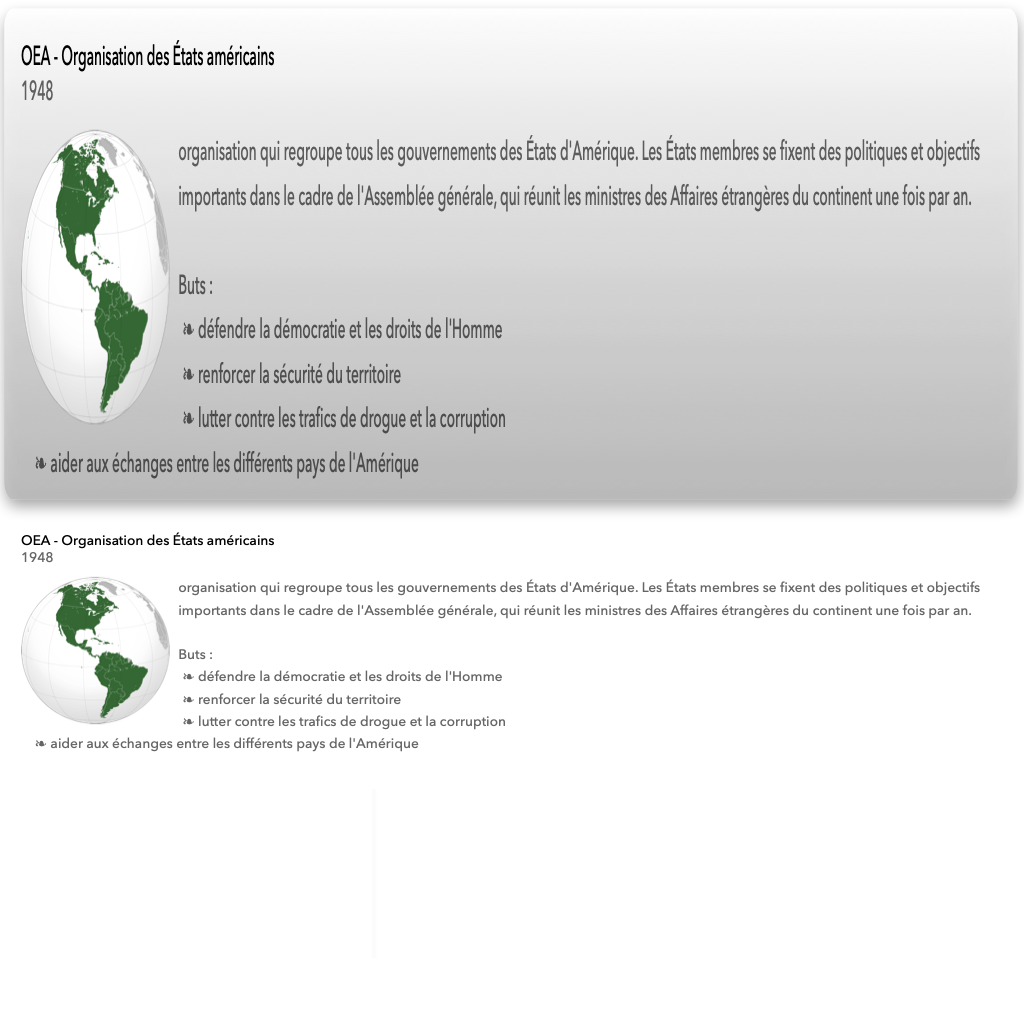 OEA - Organisation des États américains
1948
organisation qui regroupe tous les gouvernements des États d'Amérique. Les États membres se fixent des politiques et objectifs
importants dans le cadre de l'Assemblée générale, qui réunit les ministres des Affaires étrangères du continent une fois par an.
Buts :
❧ défendre la démocratie et les droits de l'Homme
❧ renforcer la sécurité du territoire
❧ lutter contre les trafics de drogue et la corruption
❧ aider aux échanges entre les différents pays de l'Amérique
OEA - Organisation des États américains
1948
organisation qui regroupe tous les gouvernements des États d'Amérique. Les États membres se fixent des politiques et objectifs
importants dans le cadre de l'Assemblée générale, qui réunit les ministres des Affaires étrangères du continent une fois par an.
Buts :
❧ défendre la démocratie et les droits de l'Homme
❧ renforcer la sécurité du territoire
❧ lutter contre les trafics de drogue et la corruption
❧ aider aux échanges entre les différents pays de l'Amérique